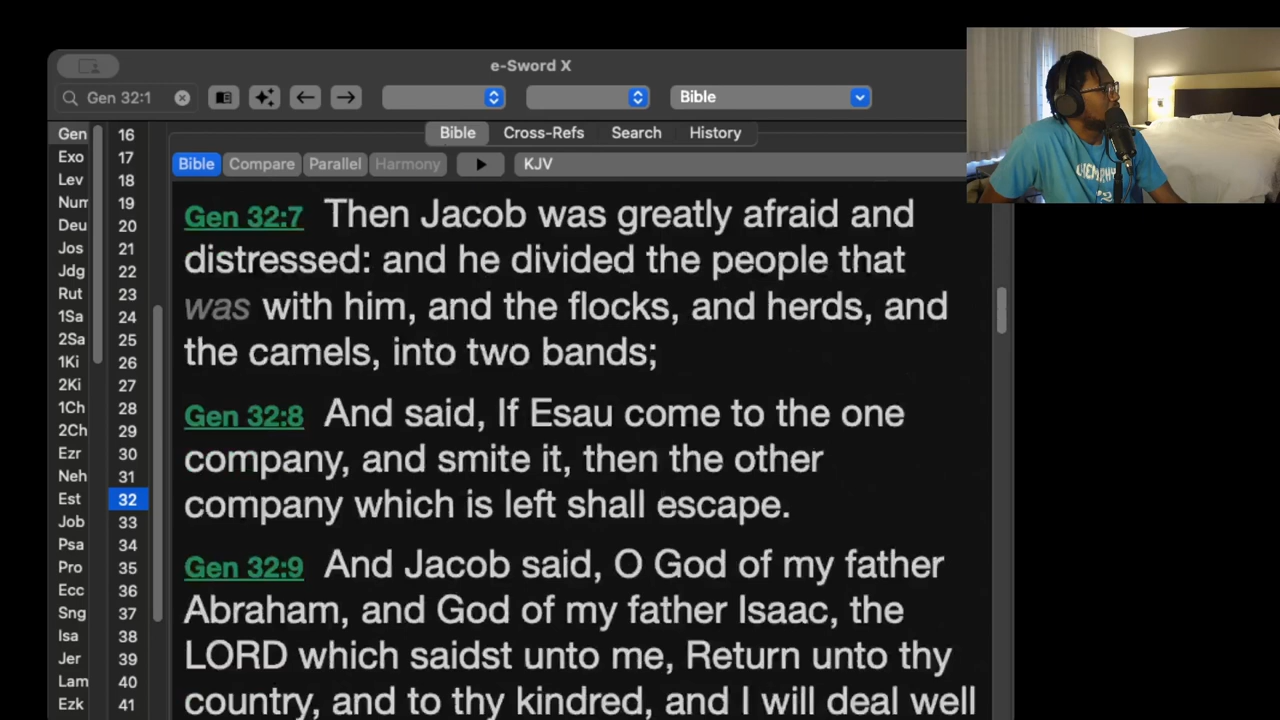 e-Sword X
Gen 32:1
Bible
Bible Cross-Refs Search History
Bible Compare Parallel Harmony KJV
Gen
Exo
Lev
Num
Deu
Jos
Jdg
Rut
1Sa
2Sa
1Ki
2Ki
1Ch
2Ch
Ezr
Neh
Est
Job
Psa
Pro
Ecc
Sng
Isa
Jer
Lam
Ezk
16
17
18
19
20
21
22
23
24
25
26
27
28
29
30
31
32
33
34
35
36
37
38
39
40
41
Gen 32:7 Then Jacob was greatly afraid and
distressed: and he divided the people that
was with him, and the flocks, and herds, and
the camels, into two bands;
Gen 32:8 And said, If Esau come to the one
company, and smite it, then the other
company which is left shall escape.
Gen 32:9 And Jacob said, O God of my father
Abraham, and God of my father Isaac, the
LORD which saidst unto me, Return unto thy
country, and to thy kindred, and I will deal well